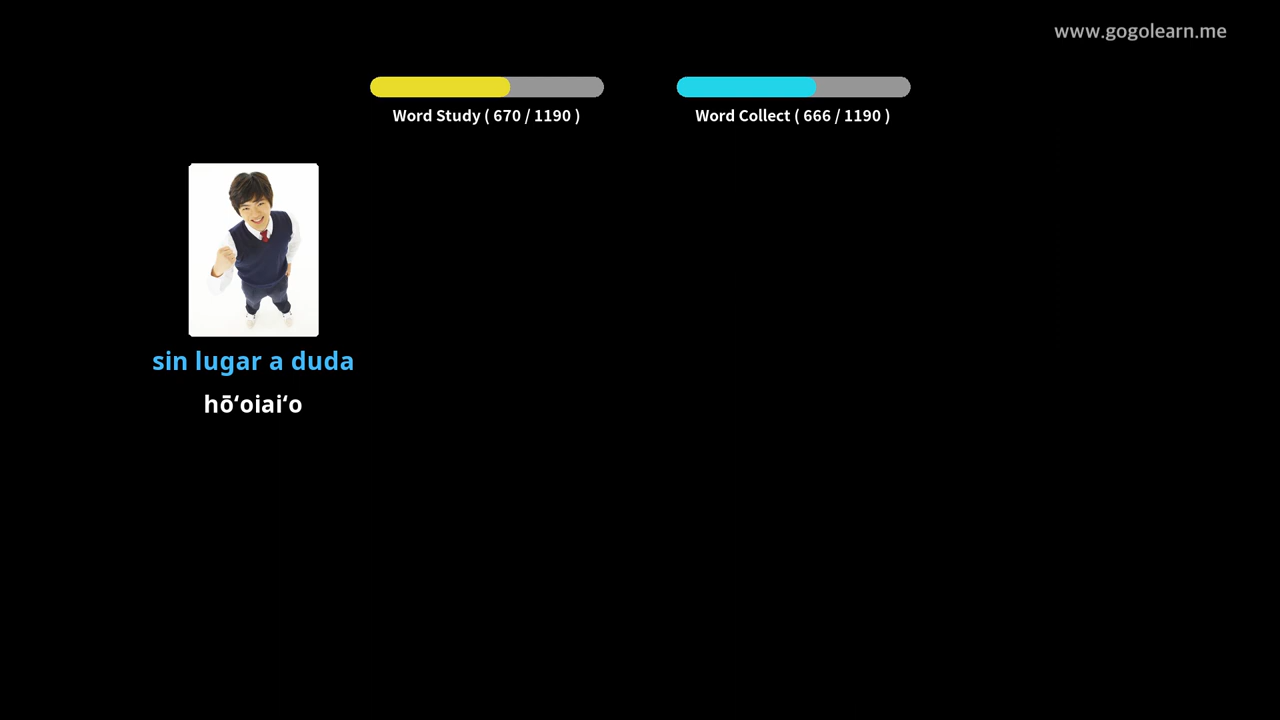 www.gogolearn.me
Word Study ( 670 / 1190 )
Word Collect ( 666 / 1190 )
sin lugar a duda
hōʻoiaiʻo